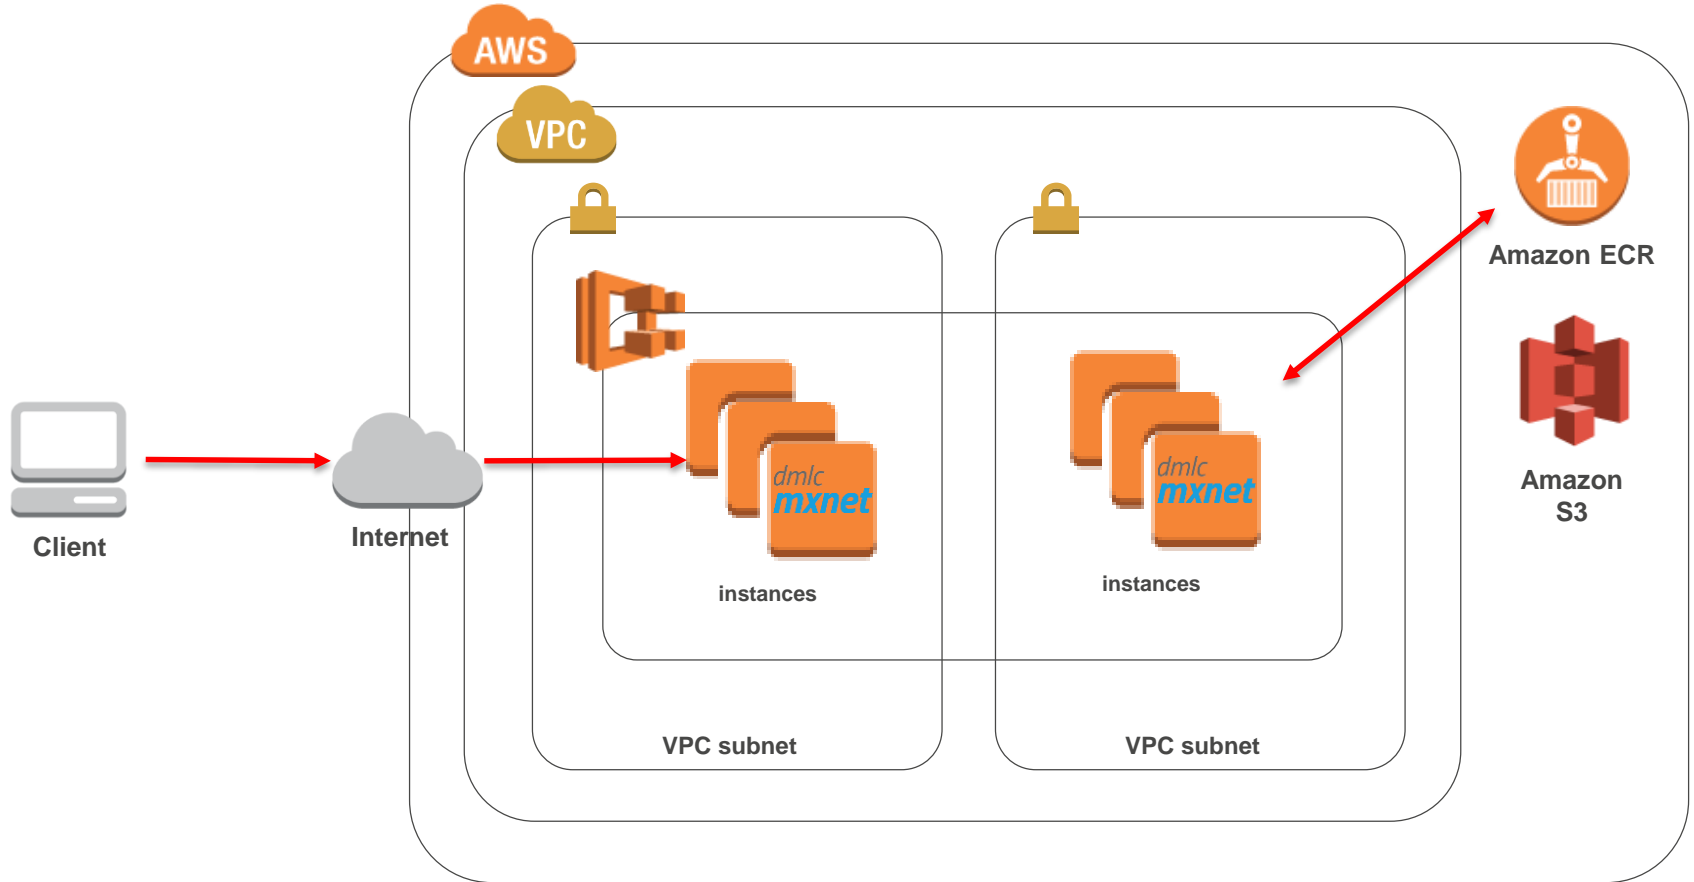 AWS
VPC
Amazon ECR
Amazon
S3
dmlc
mxnet
dmlc
mxnet
Client
Internet
instances
instances
VPC subnet
VPC subnet